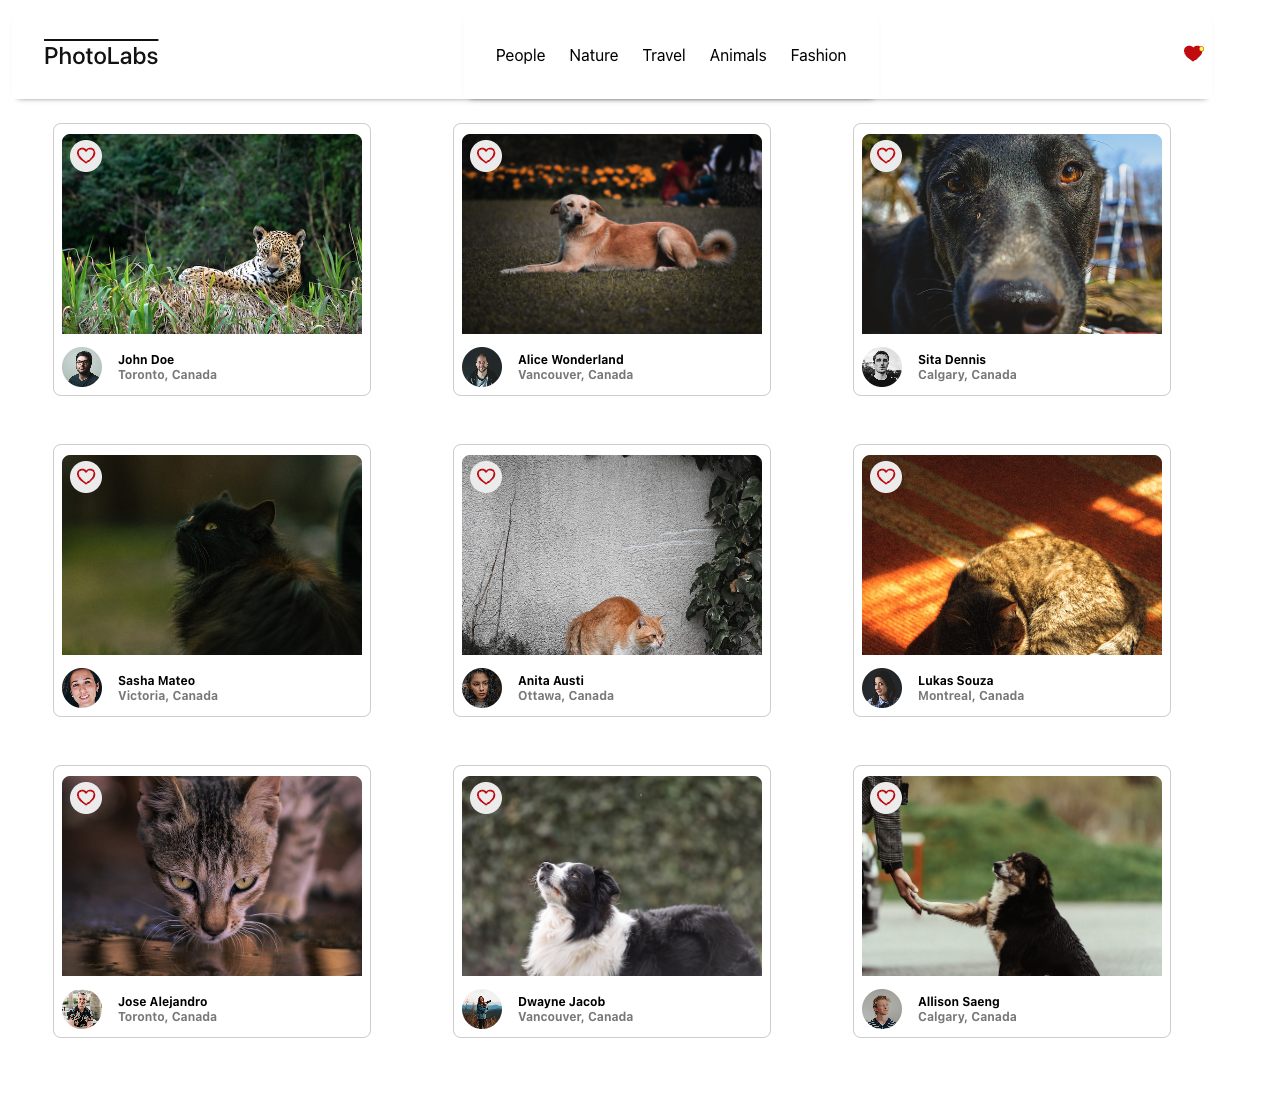 PhotoLabs
People Nature Travel Animals Fashion
John Doe
Toronto, Canada
Alice Wonderland
Vancouver, Canada
Sita Dennis
Calgary, Canada
Sasha Mateo
Victoria, Canada
Anita Austi
Ottawa, Canada
Lukas Souza
Montreal, Canada
Jose Alejandro
Toronto, Canada
Dwayne Jacob
Vancouver, Canada
Allison Saeng
Calgary, Canada